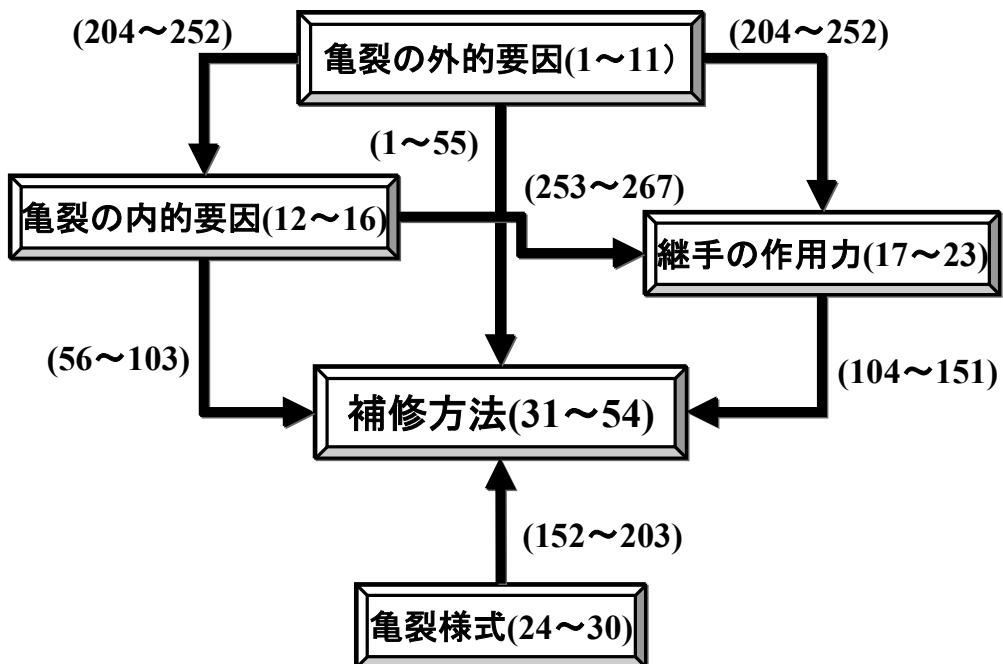 (204～252)
亀裂の外的要因(1～11）
(204～252)
(1～55)
亀裂の内的要因(12～16)
(253～267)
継手の作用力(17～23)
(56～103)
補修方法(31～54)
(104～151)
(152～203)
亀裂様式(24～30)